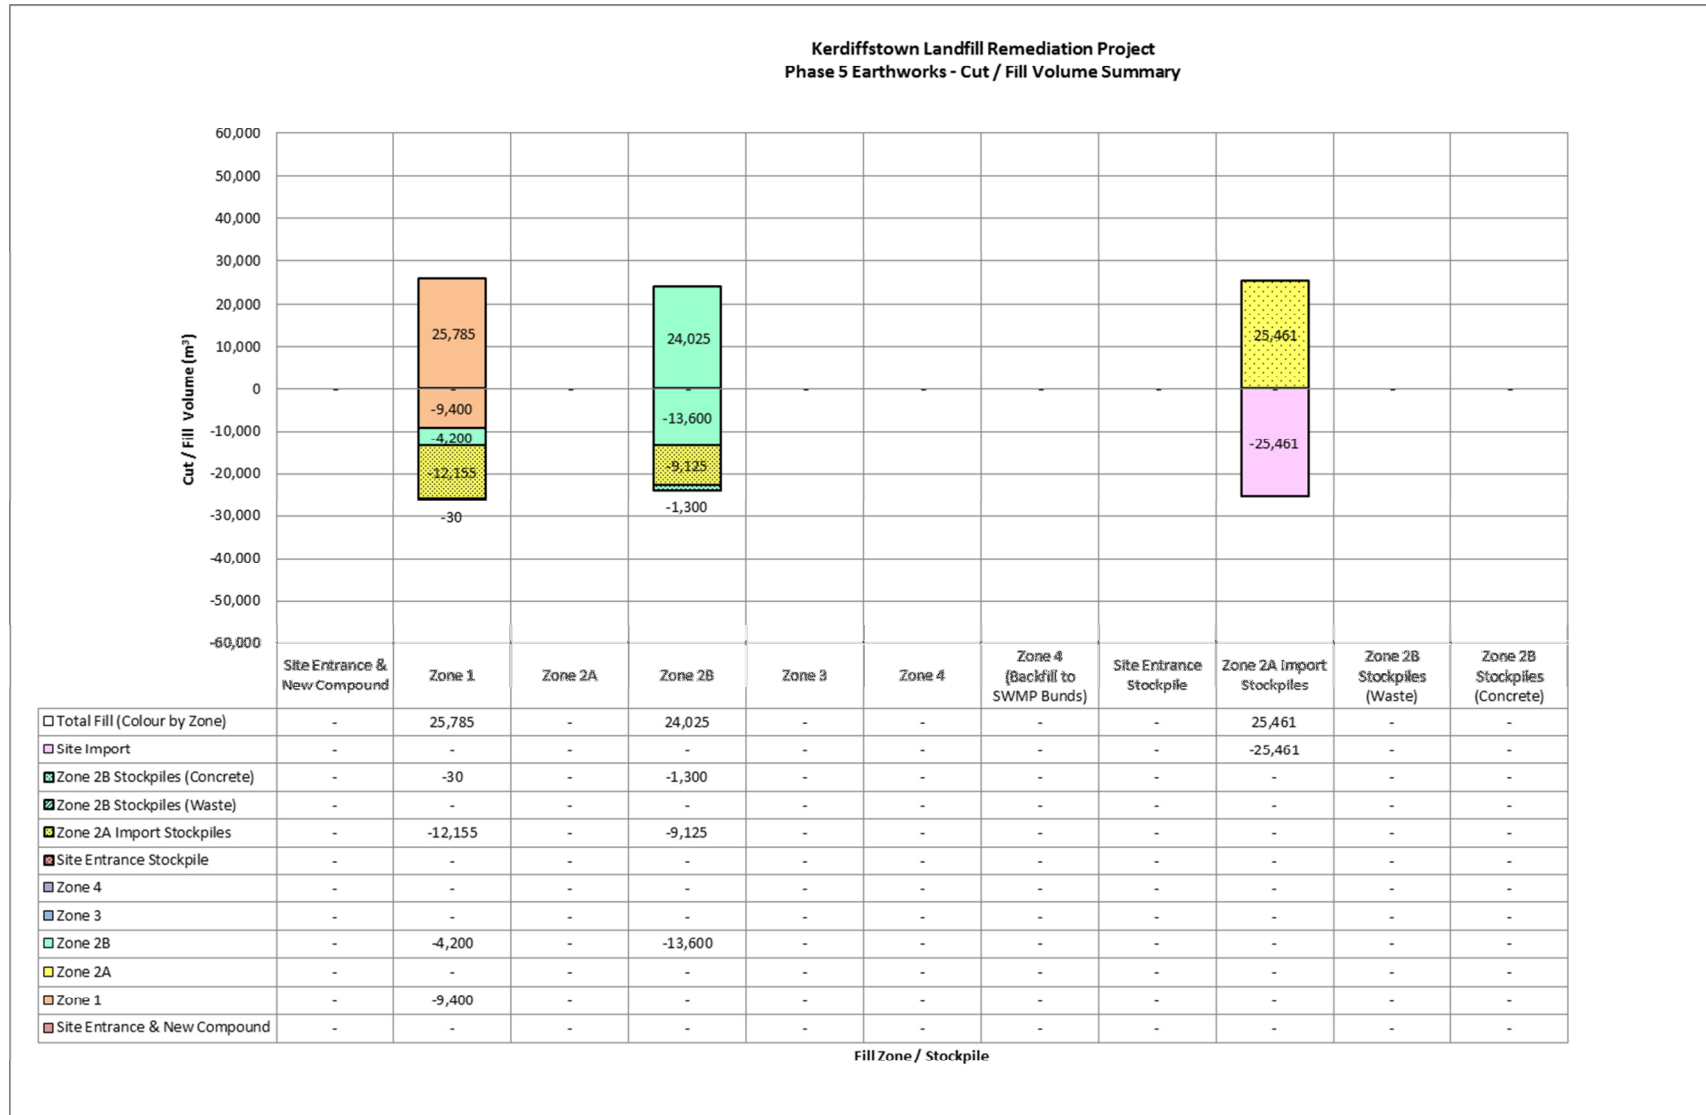 Kerdiffstown Landfill Remediation Project
Phase 5 Earthworks - Cut / Fill Volume Summary
Cut / Fill Volume (m³)
60,000
50,000
40,000
30,000
20,000
10,000
0
-10,000
-20,000
-30,000
-40,000
-50,000
-60,000
- - - - - - - - - - -
25,785
-9,400
-4,200
-12,155
-30
24,025
-13,600
-9,125
-1,300
25,461
-25,461
Site Entrance &
New Compound
Zone 1
Zone 2A
Zone 2B
Zone 3
Zone 4
Zone 4
(Backfill to
SWMP Bunds)
Site Entrance
Stockpile
Zone 2A Import
Stockpiles
Zone 2B
Stockpiles
(Waste)
Zone 2B
Stockpiles
(Concrete)
Total Fill (Colour by Zone) - 25,785 - 24,025 - - - - 25,461 - -
Site Import - - - - - - - - -25,461 - -
Zone 2B Stockpiles (Concrete) - -30 - -1,300 - - - - - - -
Zone 2B Stockpiles (Waste) - - - - - - - - - - -
Zone 2A Import Stockpiles - -12,155 - -9,125 - - - - - - -
Site Entrance Stockpile - - - - - - - - - - -
Zone 4 - - - - - - - - - - -
Zone 3 - - - - - - - - - - -
Zone 2B - -4,200 - -13,600 - - - - - - -
Zone 2A - - - - - - - - - - -
Zone 1 - -9,400 - - - - - - - - -
Site Entrance & New Compound - - - - - - - - - - -
Fill Zone / Stockpile